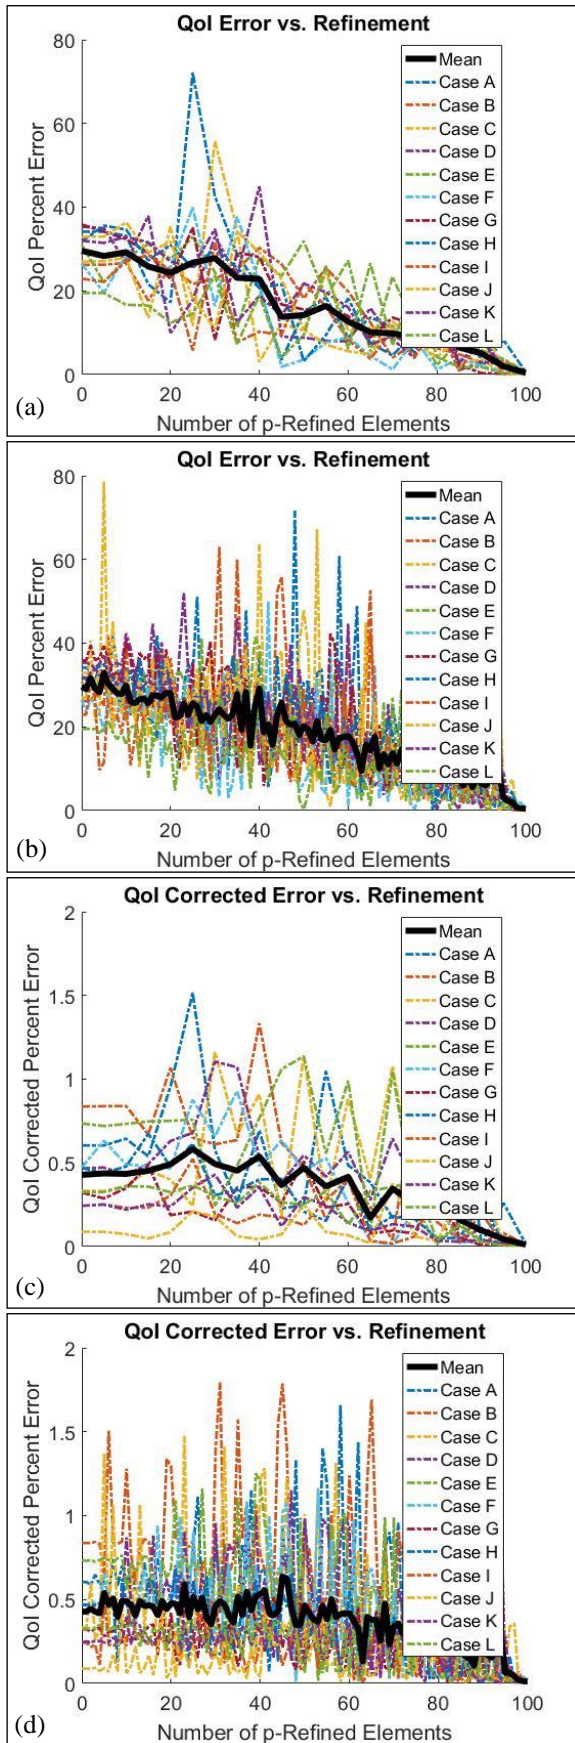 QoI Error vs. Refinement
80
60
40
20
0
QoI Percent Error
Mean
Case A
Case B
Case C
Case D
Case E
Case F
Case G
Case H
Case I
Case J
Case K
Case L
0 20 40 60 80 100
(a)
Number of p-Refined Elements
QoI Error vs. Refinement
80
60
40
20
0
QoI Percent Error
Mean
Case A
Case B
Case C
Case D
Case E
Case F
Case G
Case H
Case I
Case J
Case K
Case L
0 20 40 60 80 100
(b)
Number of p-Refined Elements
QoI Corrected Error vs. Refinement
2
1.5
1
0.5
0
QoI Corrected Percent Error
Mean
Case A
Case B
Case C
Case D
Case E
Case F
Case G
Case H
Case I
Case J
Case K
Case L
0 20 40 60 80 100
(c)
Number of p-Refined Elements
QoI Corrected Error vs. Refinement
2
1.5
1
0.5
0
QoI Corrected Percent Error
Mean
Case A
Case B
Case C
Case D
Case E
Case F
Case G
Case H
Case I
Case J
Case K
Case L
0 20 40 60 80 100
(d)
Number of p-Refined Elements